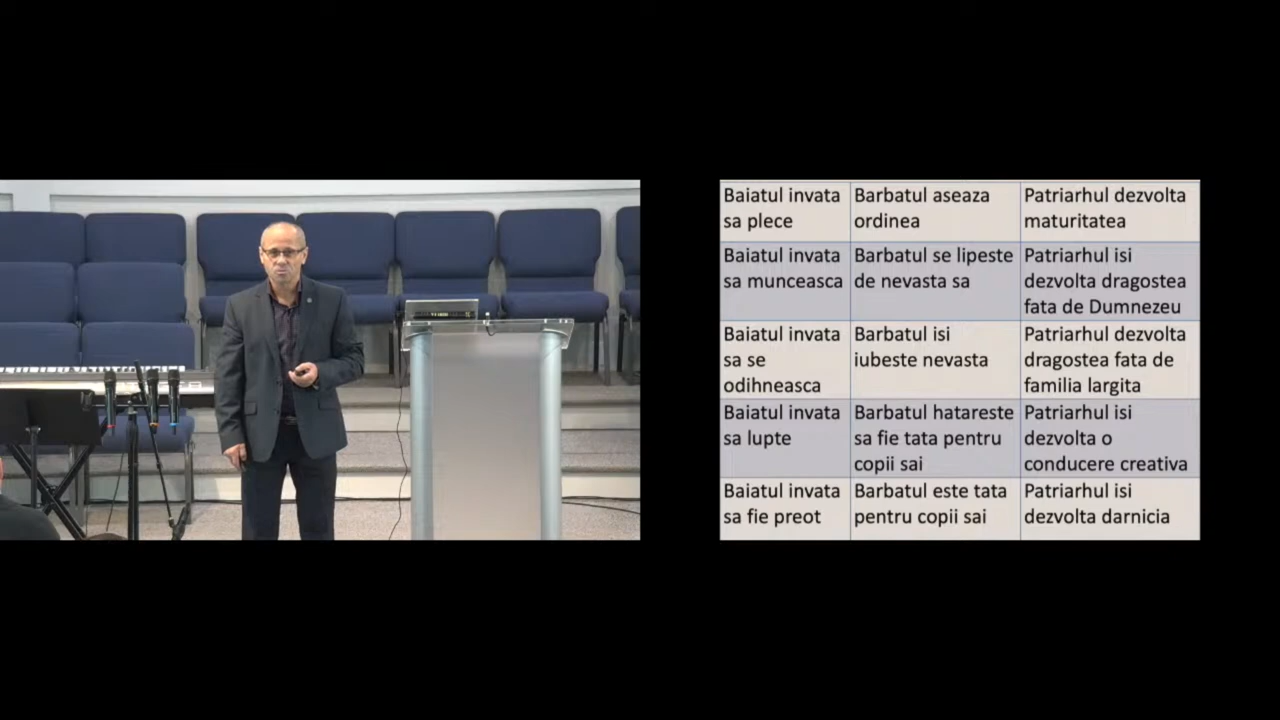 Baiatul invata
sa plece
Barbatul aseaza
ordinea
Patriarhul dezvolta
maturitatea
Baiatul invata
sa munceasca
Barbatul se lipeste
de nevasta sa
Patriarhul isi
dezvolta dragostea
fata de Dumnezeu
Baiatul invata
sa se
odihneasca
Barbatul isi
iubeste nevasta
Patriarhul dezvolta
dragostea fata de
familia largita
Baiatul invata
sa lupte
Barbatul hatareste
sa fie tata pentru
copii sai
Patriarhul isi
dezvolta o
conducere creativa
Baiatul invata
sa fie preot
Barbatul este tata
pentru copii sai
Patriarhul isi
dezvolta darnicia